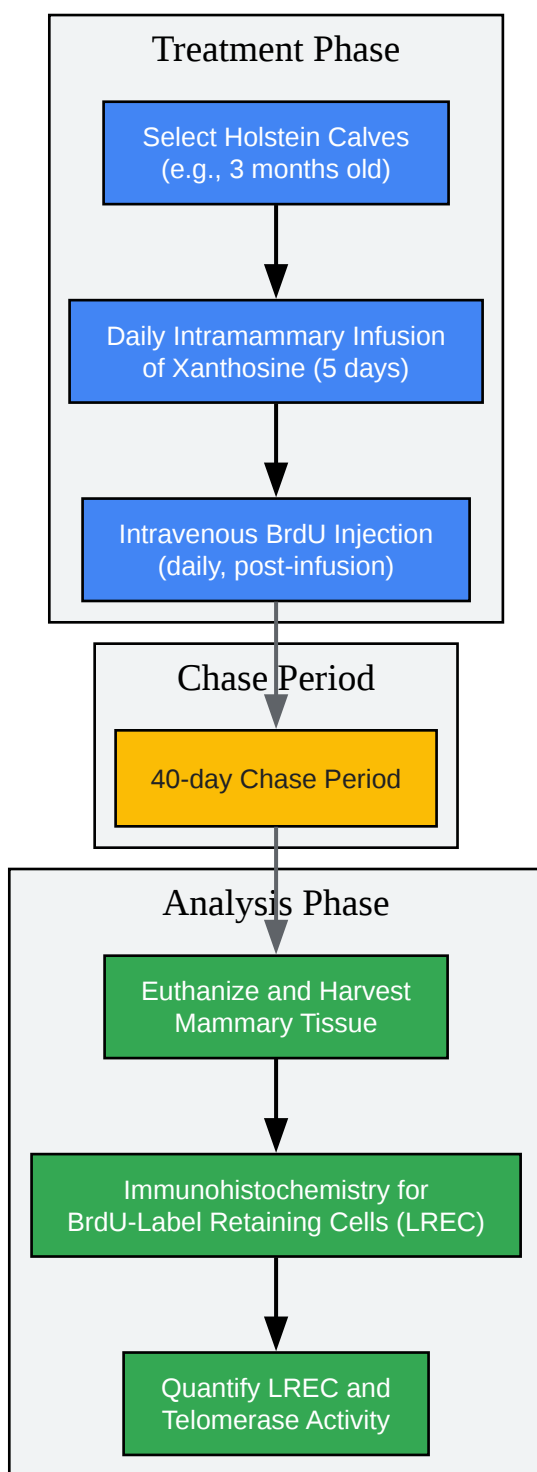 Treatment Phase
Select Holstein Calves
(e.g., 3 months old)
Daily Intramammary Infusion
of Xanthosine (5 days)
Intravenous BrdU Injection
(daily, post-infusion)
Chase Period
40-day Chase Period
Analysis Phase
Euthanize and Harvest
Mammary Tissue
Immunohistochemistry for
BrdU-Label Retaining Cells (LREC)
Quantify LREC and
Telomerase Activity